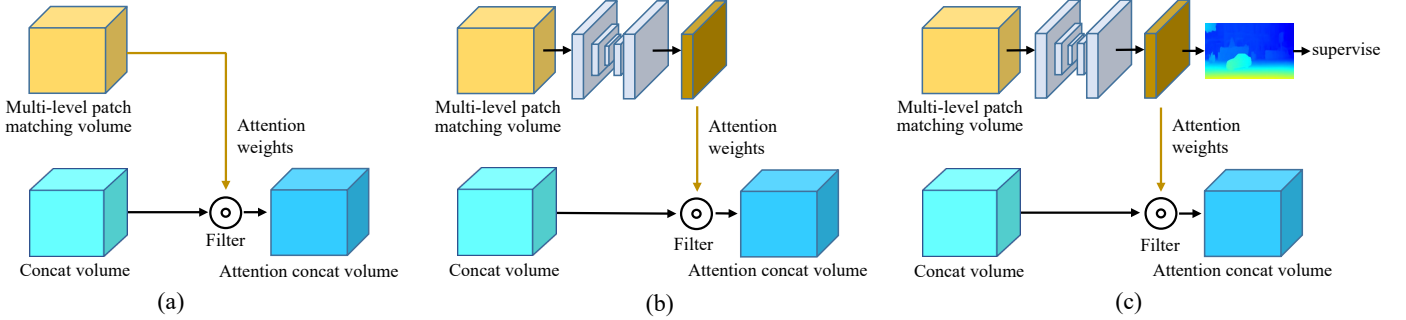 Multi-level patch
matching volume
Attention
weights
Filter
Concat volume
Attention concat volume
(a)
Multi-level patch
matching volume
Attention
weights
Filter
Concat volume
Attention concat volume
(b)
supervise
Multi-level patch
matching volume
Attention
weights
Filter
Concat volume
Attention concat volume
(c)